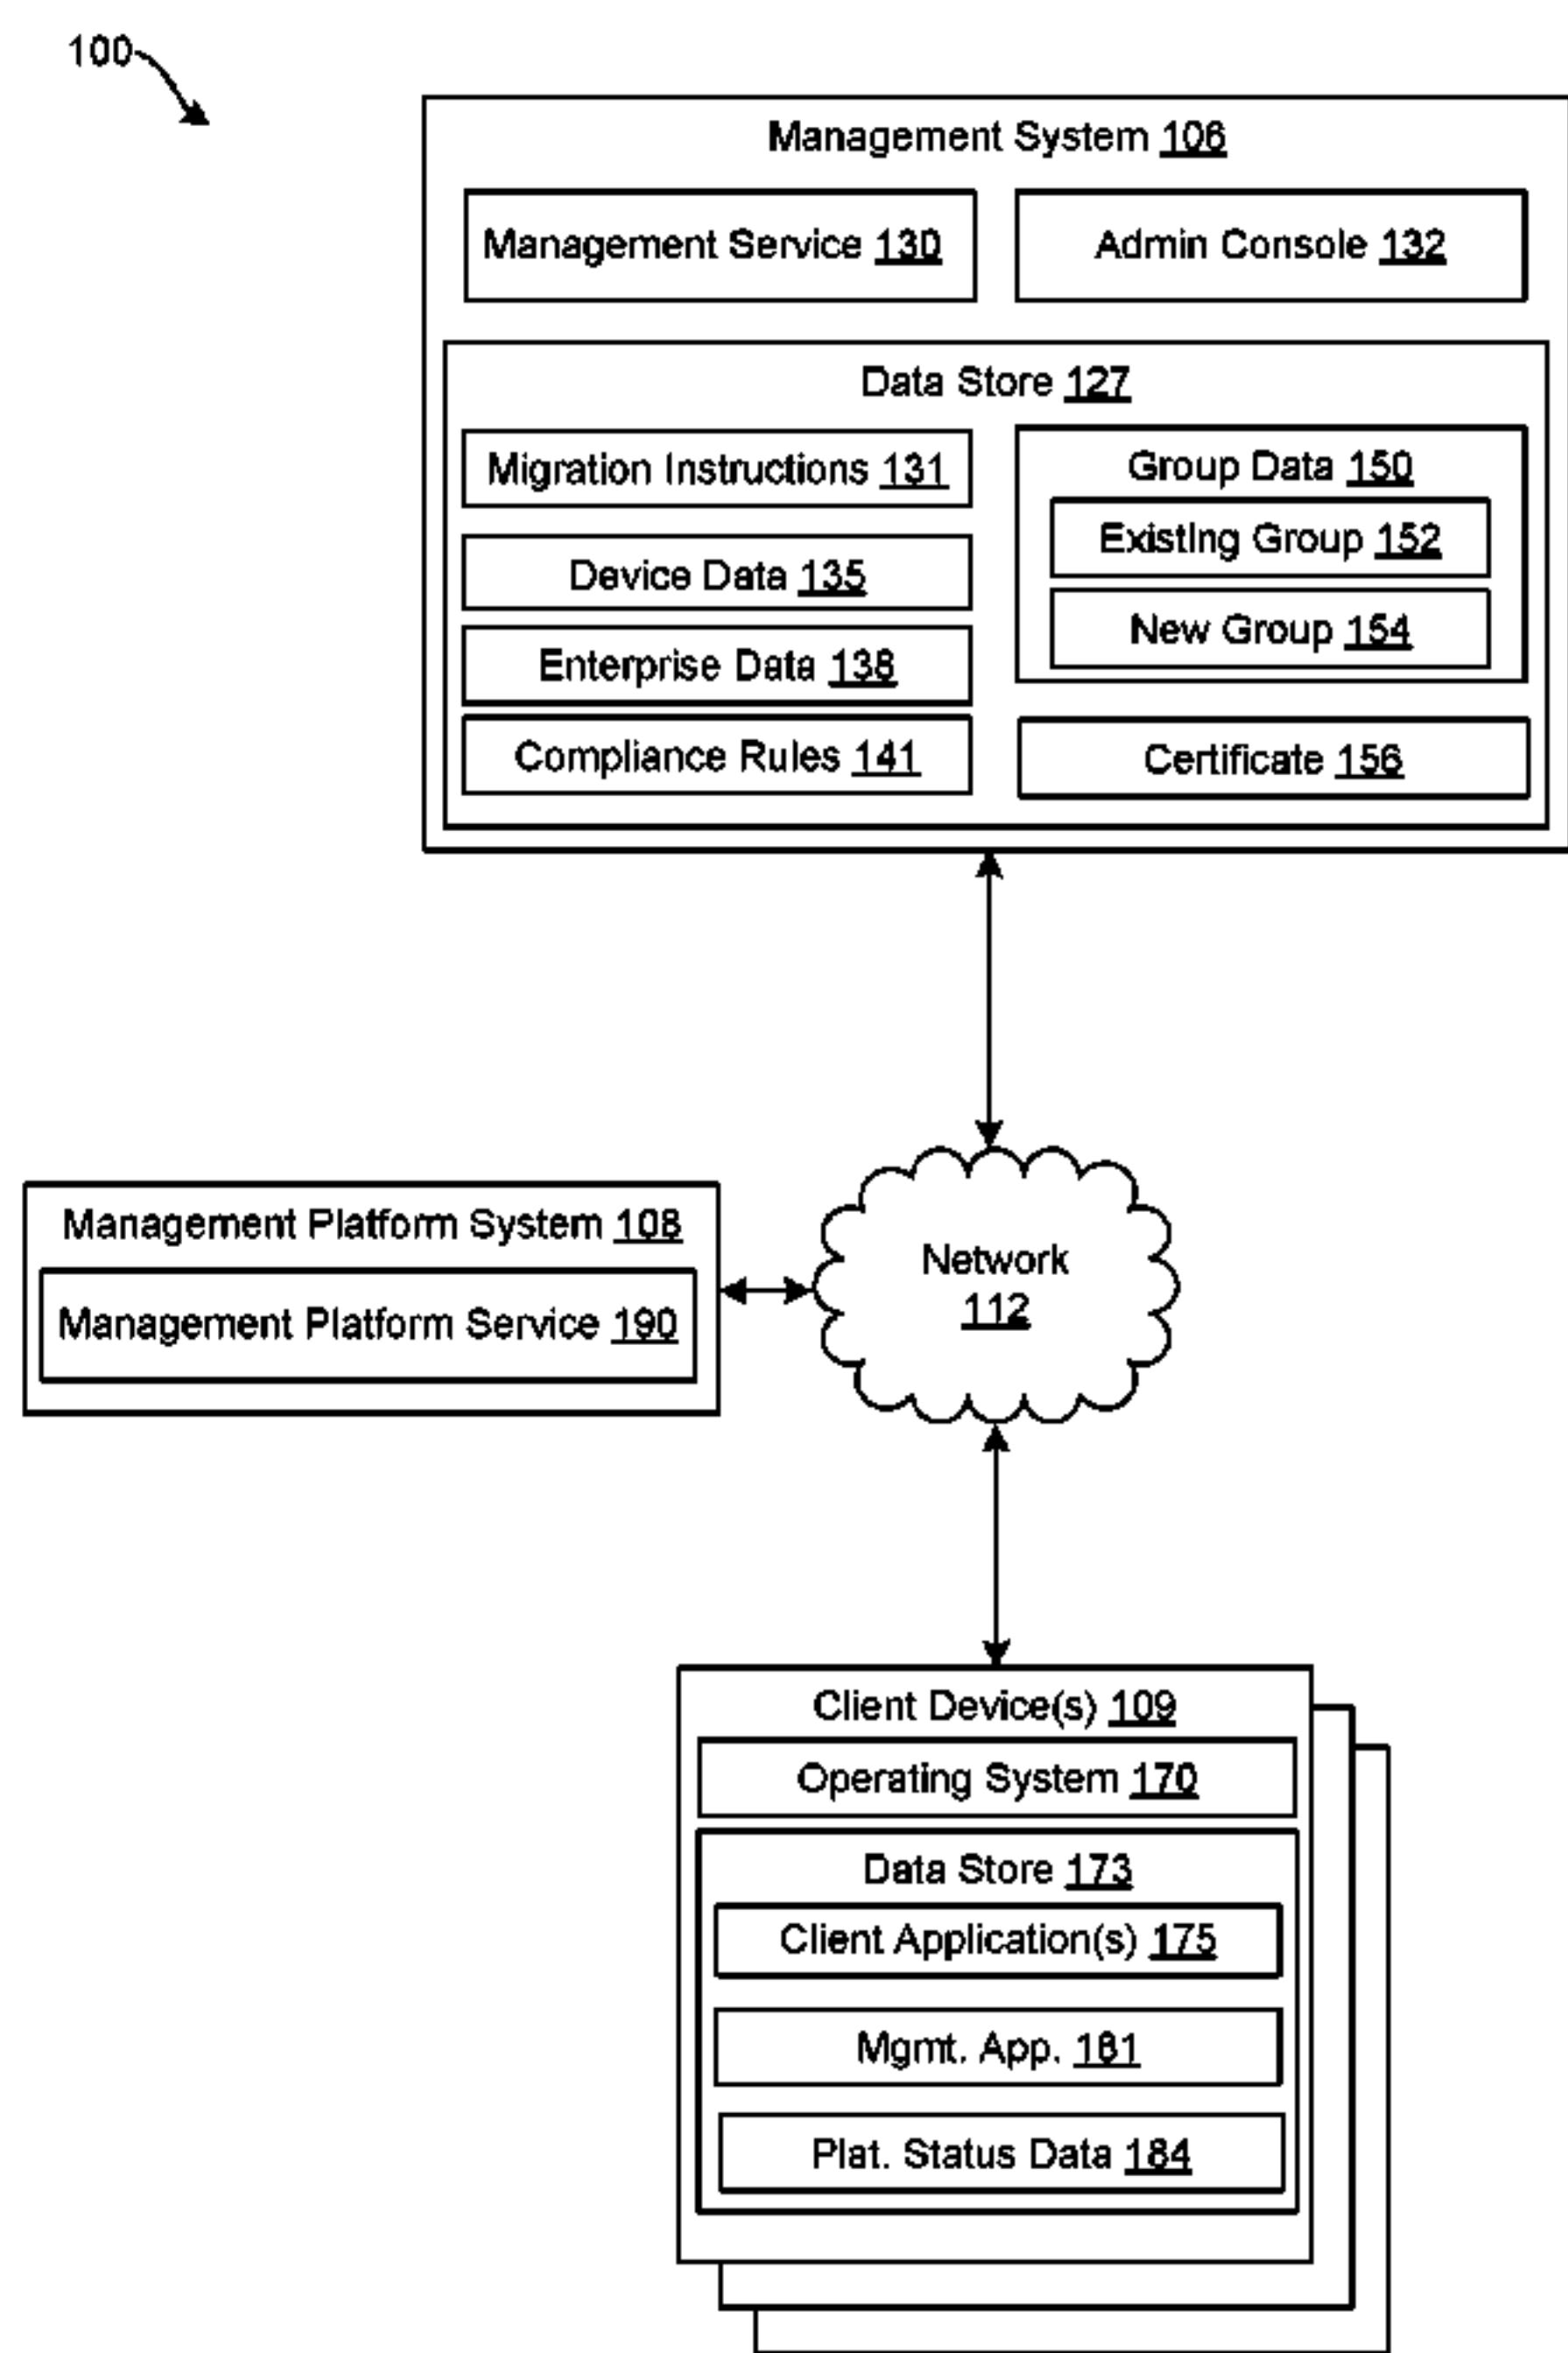 100
Management System 106
Management Service 130
Admin Console 132
Data Store 127
Migration Instructions 131
Group Data 150
Existing Group 152
New Group 154
Device Data 135
Enterprise Data 138
Compliance Rules 141
Certificate 156
Management Platform System 108
Management Platform Service 190
Network
112
Client Device(s) 109
Operating System 170
Data Store 173
Client Application(s) 175
Mgmt. App. 181
Plat. Status Data 184